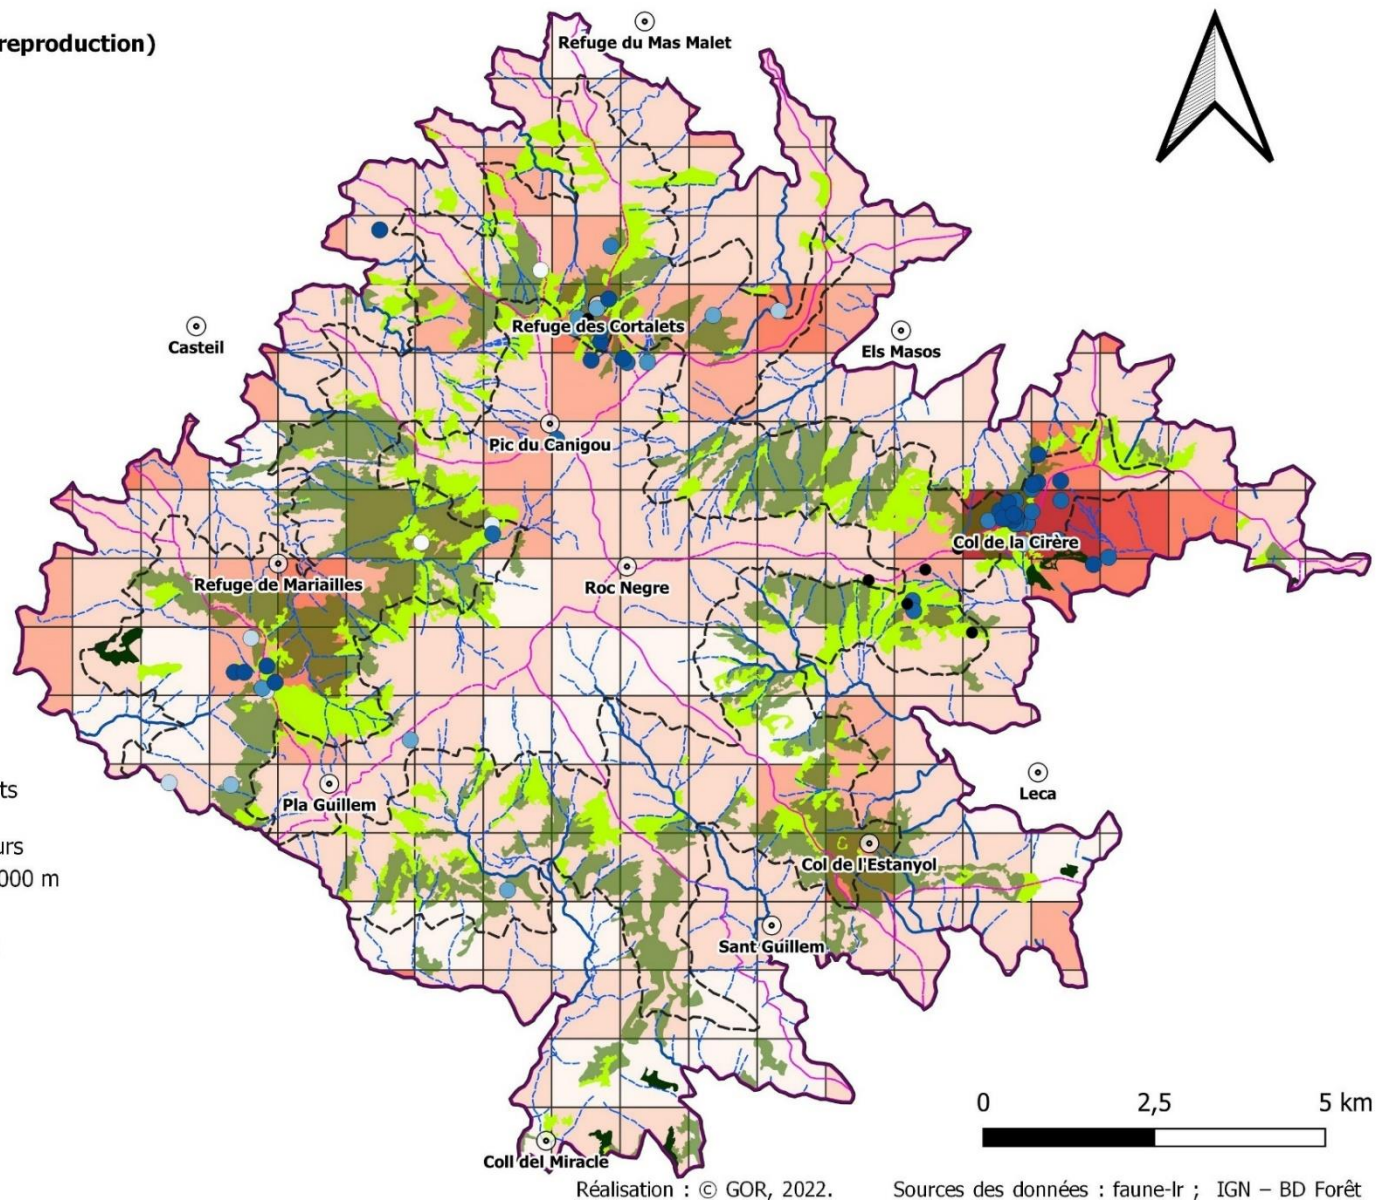 reproduction)
Refuge du Mas Malet
Casteil
Refuge des Cortalets
Els Masos
Pic du Canigou
Col de la Cirère
Refuge de Mariailles
Roc Negre
ts
Pla Guillem
Leca
urs
Col de l'Estanyol
000 m
Sant Guillem
0 2,5 5 km
Coll del Miracle
Réalisation : © GOR, 2022. Sources des données : faune-lr ; IGN – BD Forêt